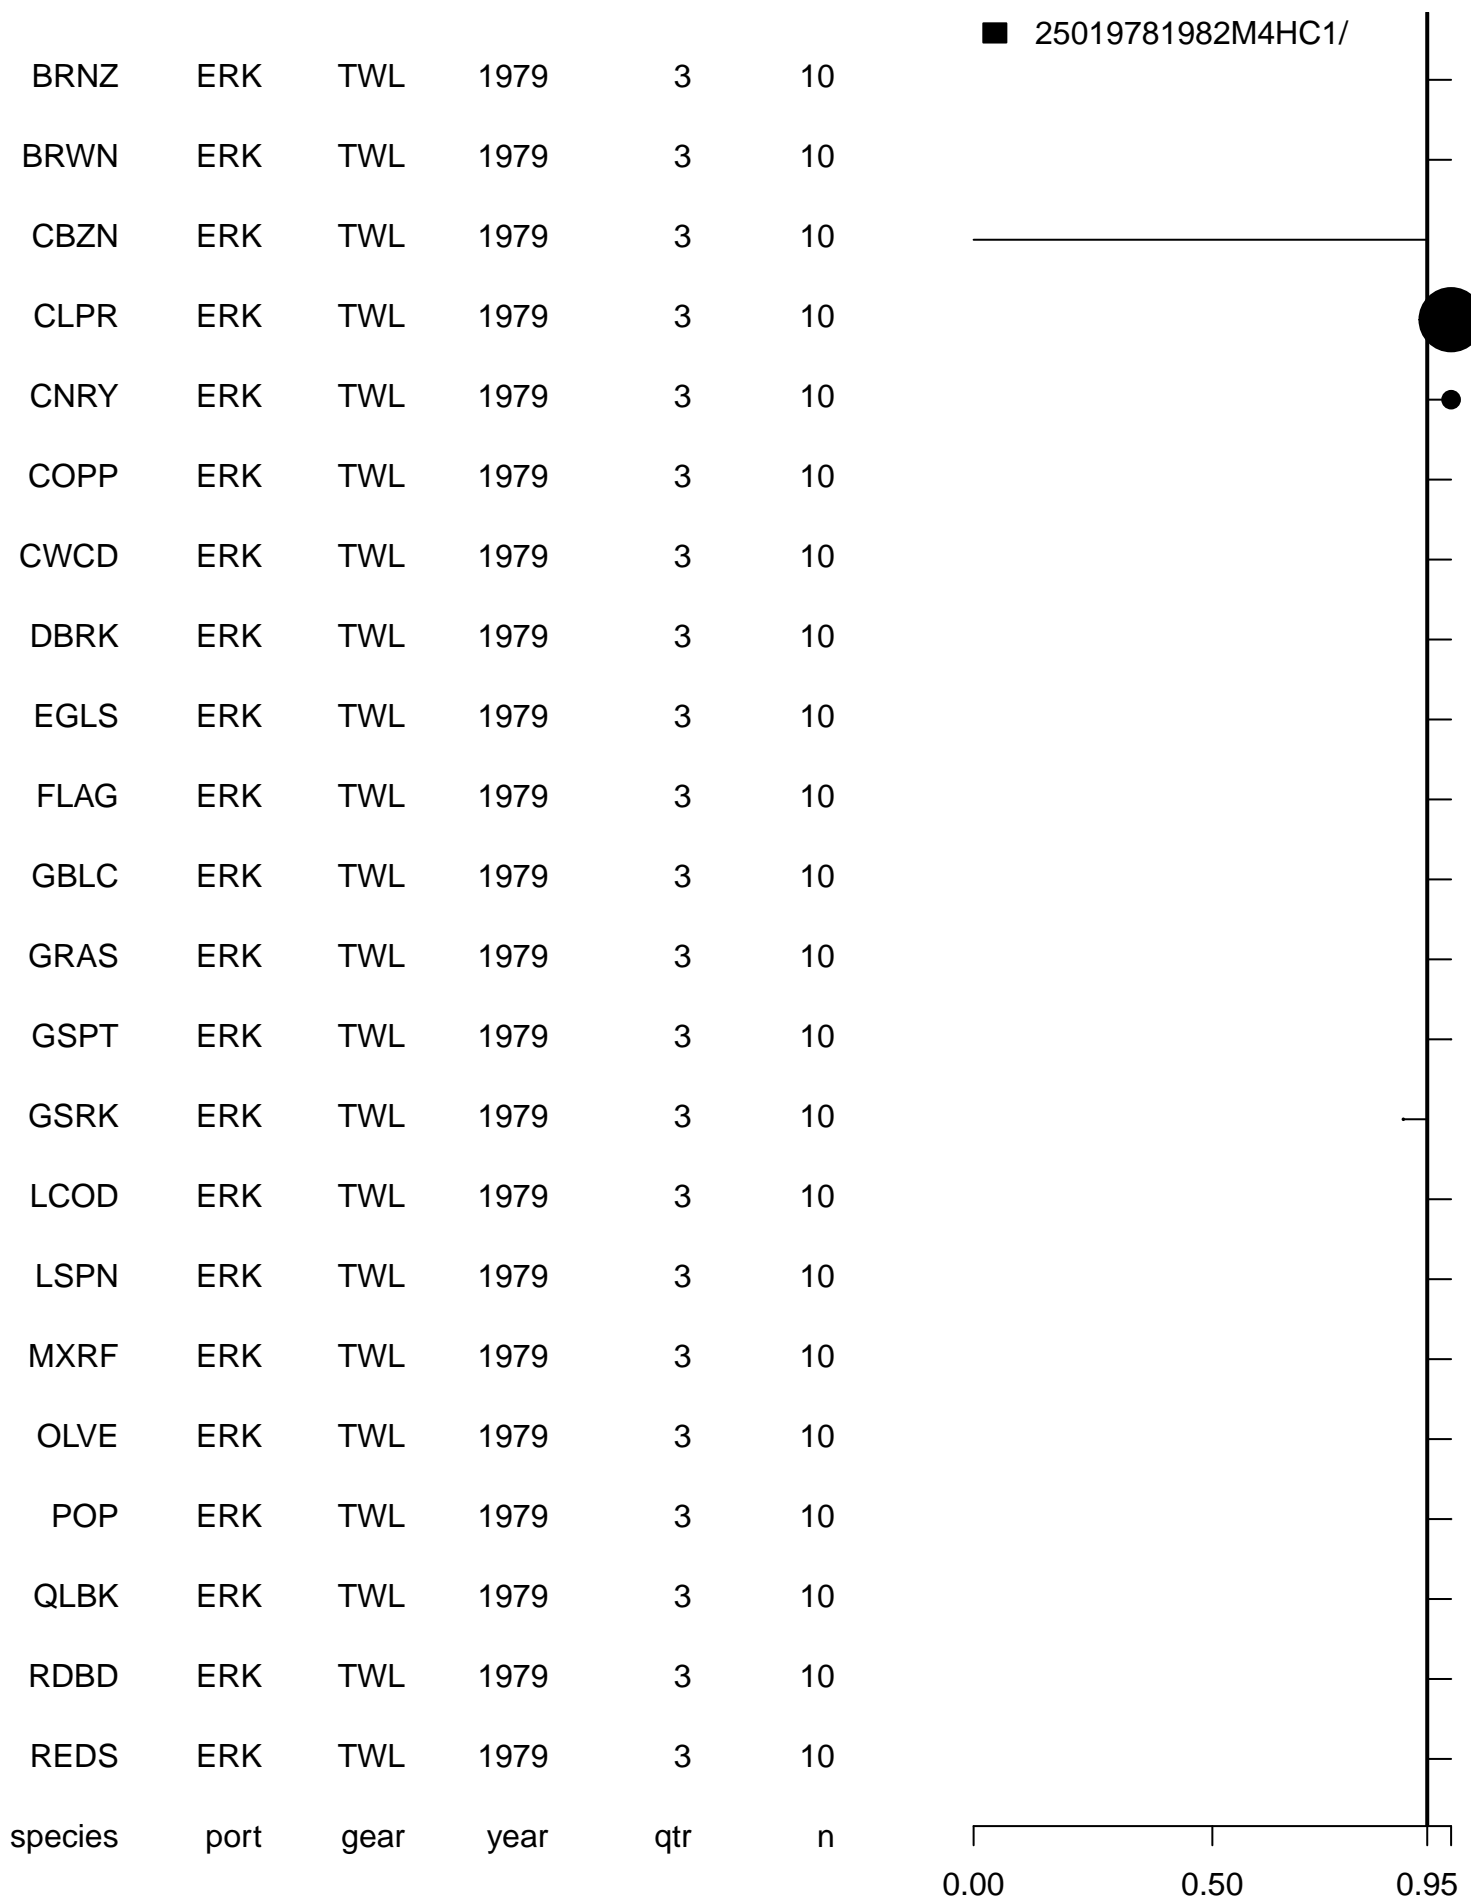 25019781982M4HC1/
BRNZ ERK TWL 1979 3 10
BRWN ERK TWL 1979 3 10
CBZN ERK TWL 1979 3 10
CLPR ERK TWL 1979 3 10
CNRY ERK TWL 1979 3 10
COPP ERK TWL 1979 3 10
CWCD ERK TWL 1979 3 10
DBRK ERK TWL 1979 3 10
EGLS ERK TWL 1979 3 10
FLAG ERK TWL 1979 3 10
GBLC ERK TWL 1979 3 10
GRAS ERK TWL 1979 3 10
GSPT ERK TWL 1979 3 10
GSRK ERK TWL 1979 3 10
LCOD ERK TWL 1979 3 10
LSPN ERK TWL 1979 3 10
MXRF ERK TWL 1979 3 10
OLVE ERK TWL 1979 3 10
POP ERK TWL 1979 3 10
QLBK ERK TWL 1979 3 10
RDBD ERK TWL 1979 3 10
REDS ERK TWL 1979 3 10
species port gear year qtr n
0.00 0.50 0.95